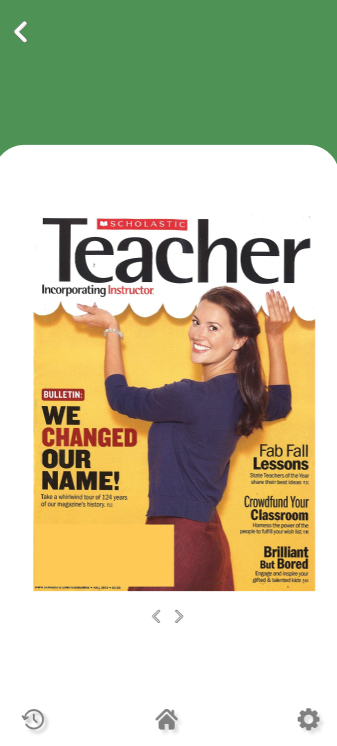 SCHOLASTIC
Teacher
Incorporating Instructor
BULLETIN:
WE
CHANGED
OUR
NAME!
Take a whirlwind tour of 124 years
of our magazine's history.
Fab Fall
Lessons
State Teachers of the Year
share their best ideas
Crowdfund Your
Classroom
Harness the power of the
people to fulfill your wish list
Brilliant
But Bored
Engage and inspire your
gifted & talented kids